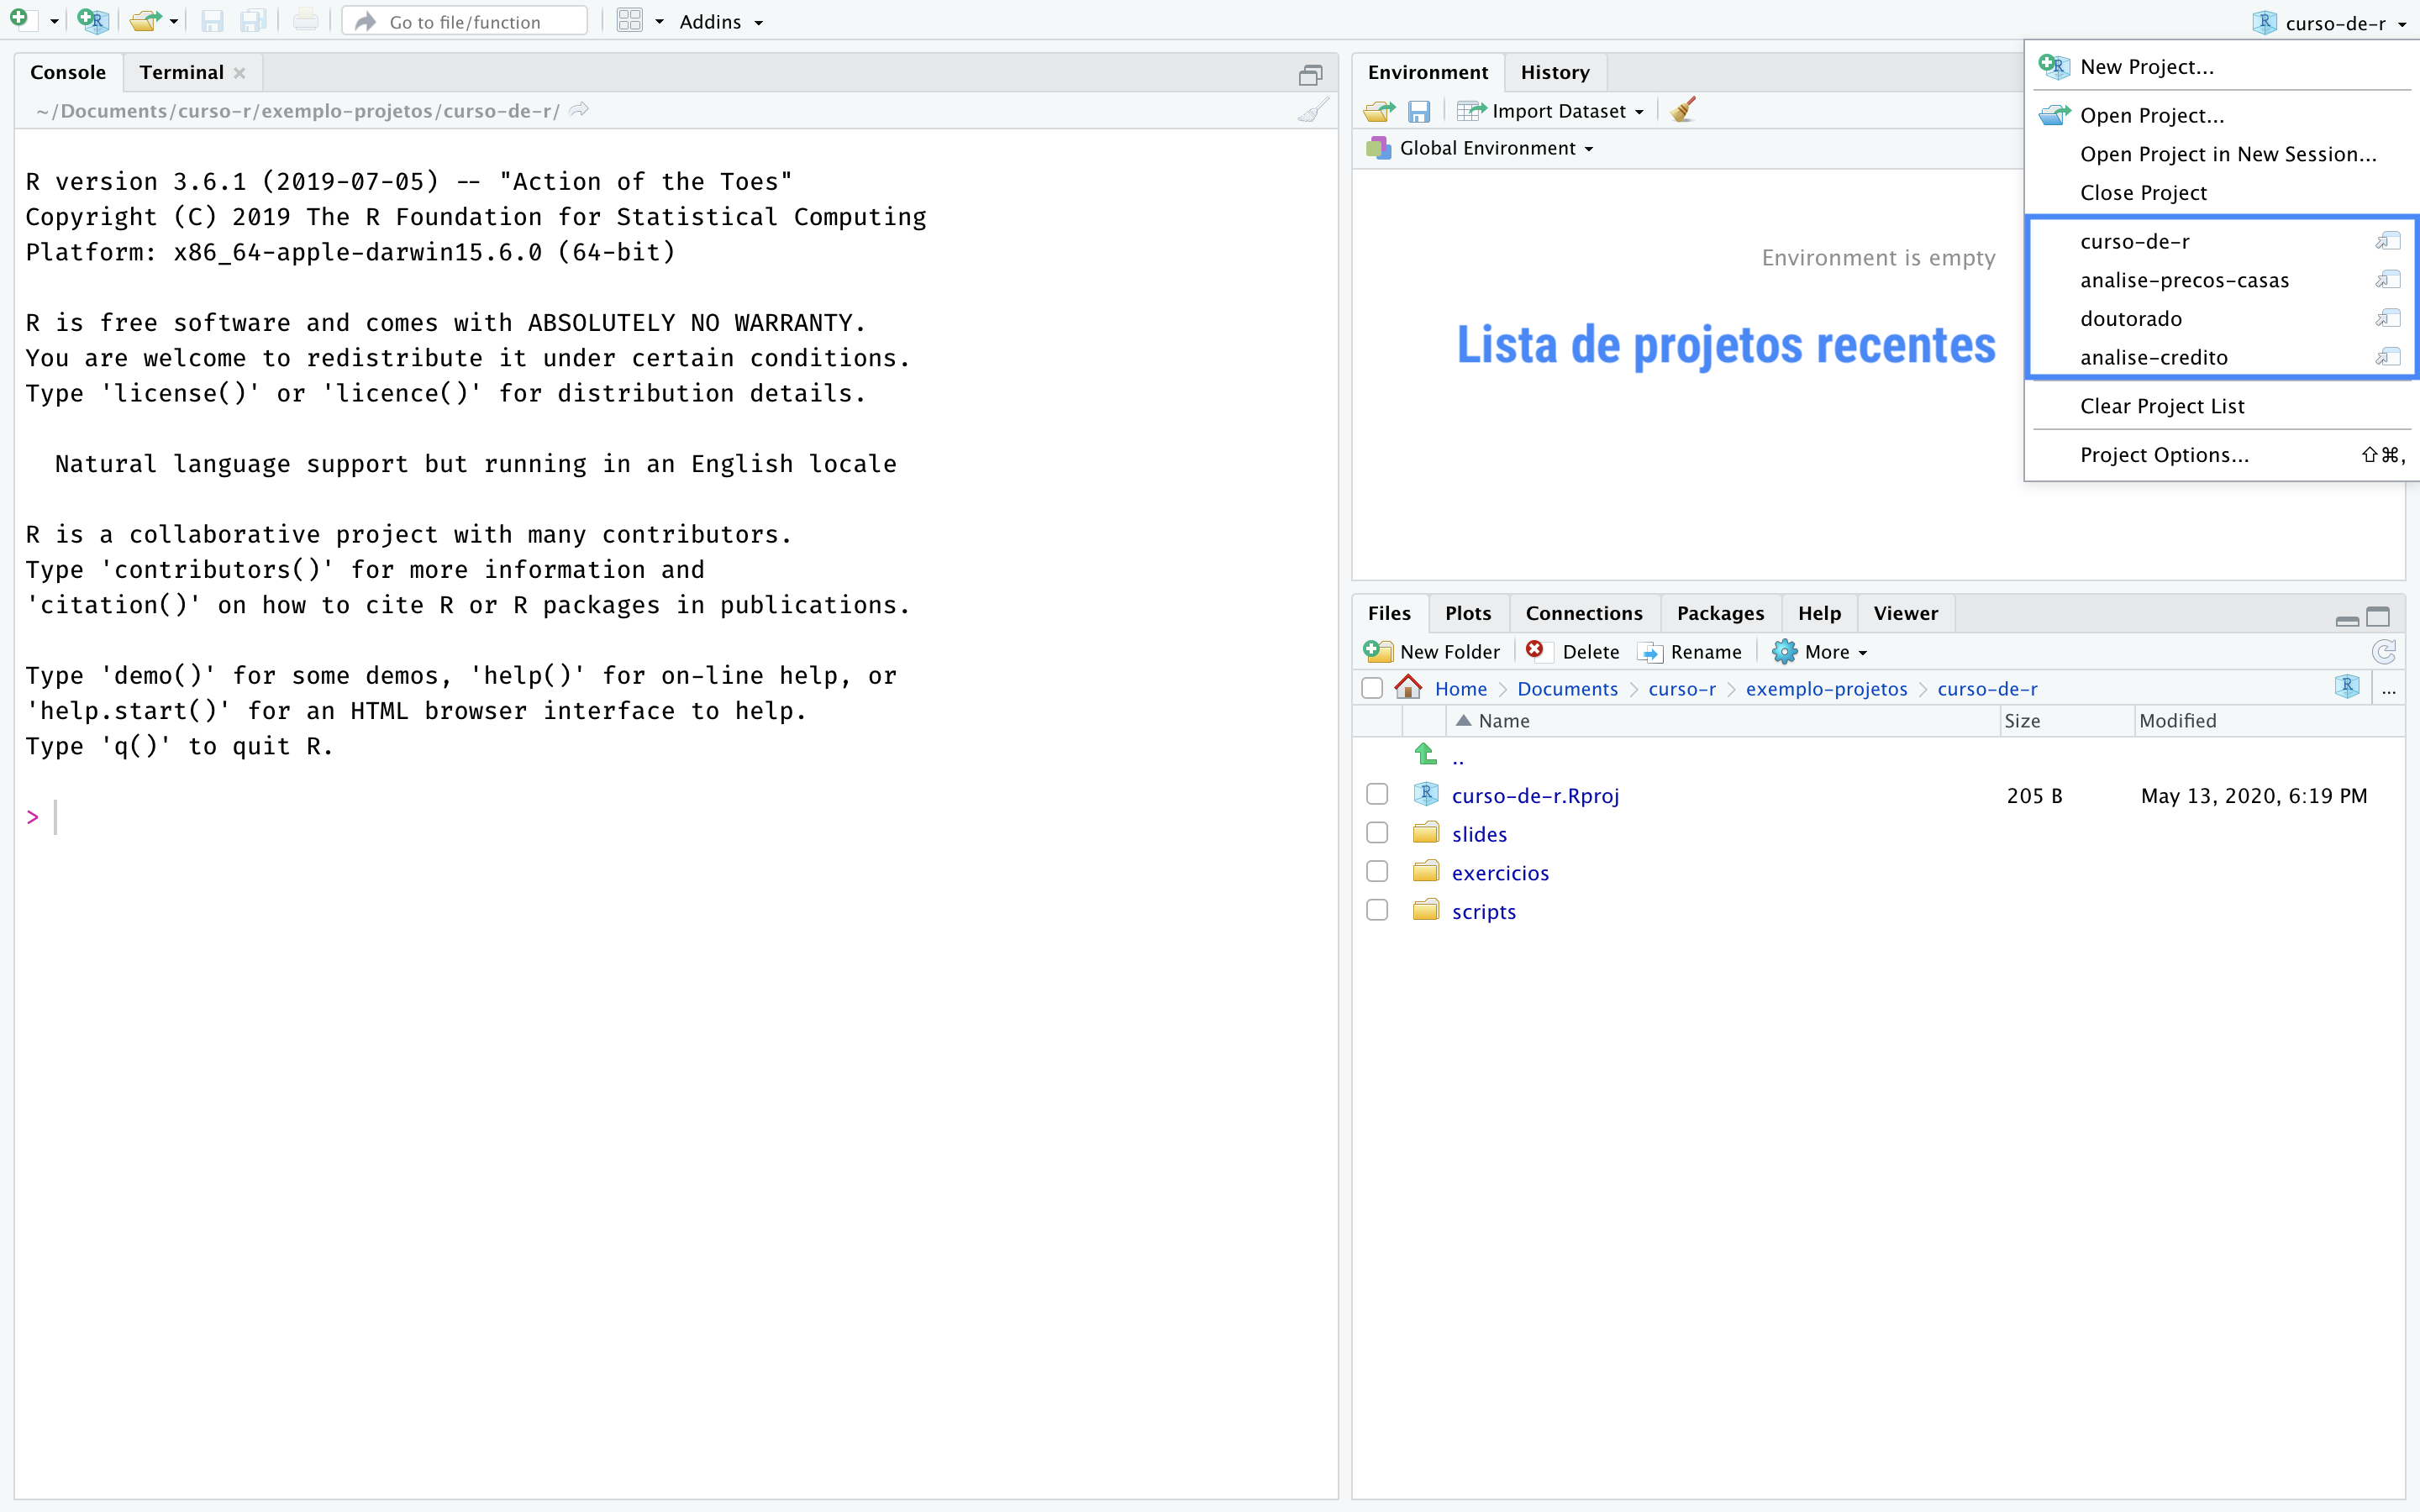 Go to file/function
Addins
curso-de-r
Console
Terminal
~/Documents/curso-r/exemplo-projetos/curso-de-r/
R version 3.6.1 (2019-07-05) -- "Action of the Toes"
Copyright (C) 2019 The R Foundation for Statistical Computing
Platform: x86_64-apple-darwin15.6.0 (64-bit)
R is free software and comes with ABSOLUTELY NO WARRANTY.
You are welcome to redistribute it under certain conditions.
Type 'license()' or 'licence()' for distribution details.
Natural language support but running in an English locale
R is a collaborative project with many contributors.
Type 'contributors()' for more information and
'citation()' on how to cite R or R packages in publications.
Type 'demo()' for some demos, 'help()' for on-line help, or
'help.start()' for an HTML browser interface to help.
Type 'q()' to quit R.
>
Environment
History
Import Dataset
Global Environment
Environment is empty
Lista de projetos recentes
New Project...
Open Project...
Open Project in New Session...
Close Project
curso-de-r
analise-precos-casas
doutorado
analise-credito
Clear Project List
Project Options... ⇧⌘,
Files
Plots
Connections
Packages
Help
Viewer
New Folder
Delete
Rename
More
Home
Documents
curso-r
exemplo-projetos
curso-de-r
...
Name
Size
Modified
..
curso-de-r.Rproj 205 B May 13, 2020, 6:19 PM
slides
exercicios
scripts